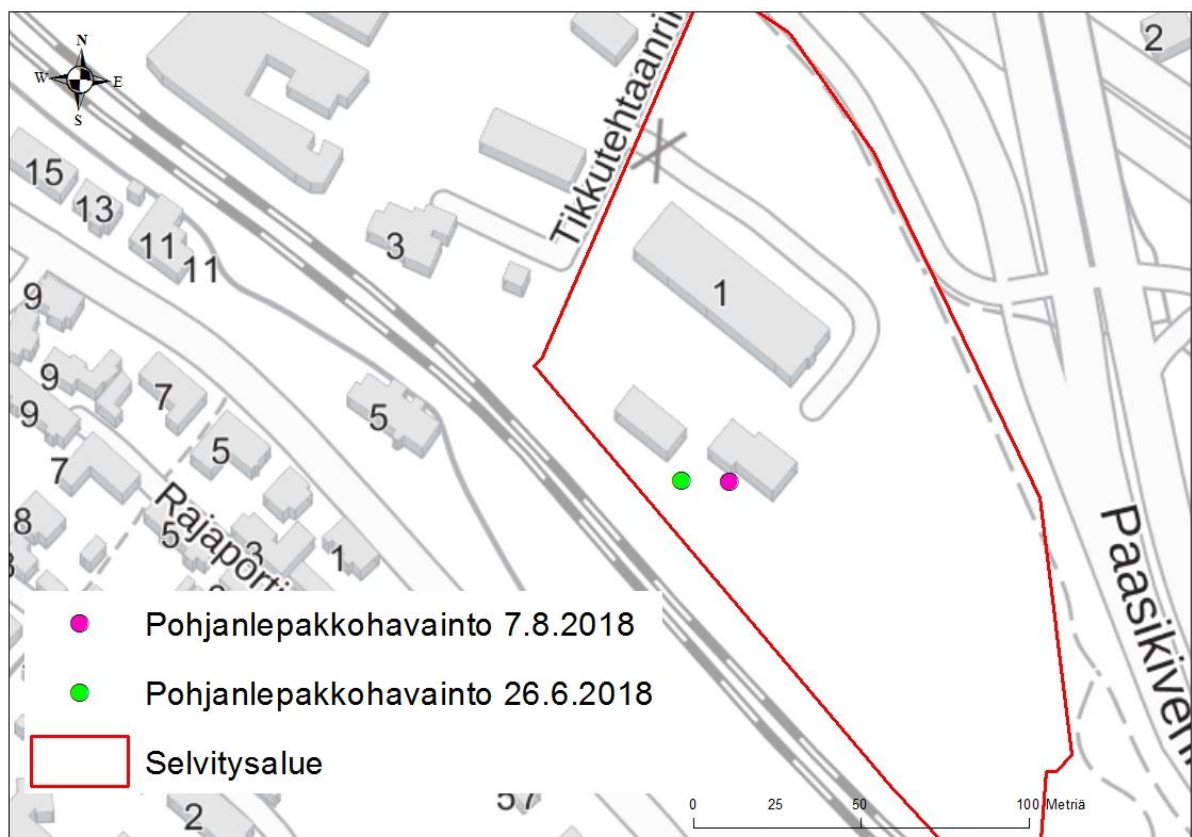 N
W E
S
2
Tikkutehtaanrin
15
13
11
11
3
1
9
9
9
7
5
5
7
8
Rajaporti
5
3
1
Paasikiven
Pohjanlepakkohavainto 7.8.2018
Pohjanlepakkohavainto 26.6.2018
Selvitysalue
2
57
0 25 50 100 Metriä